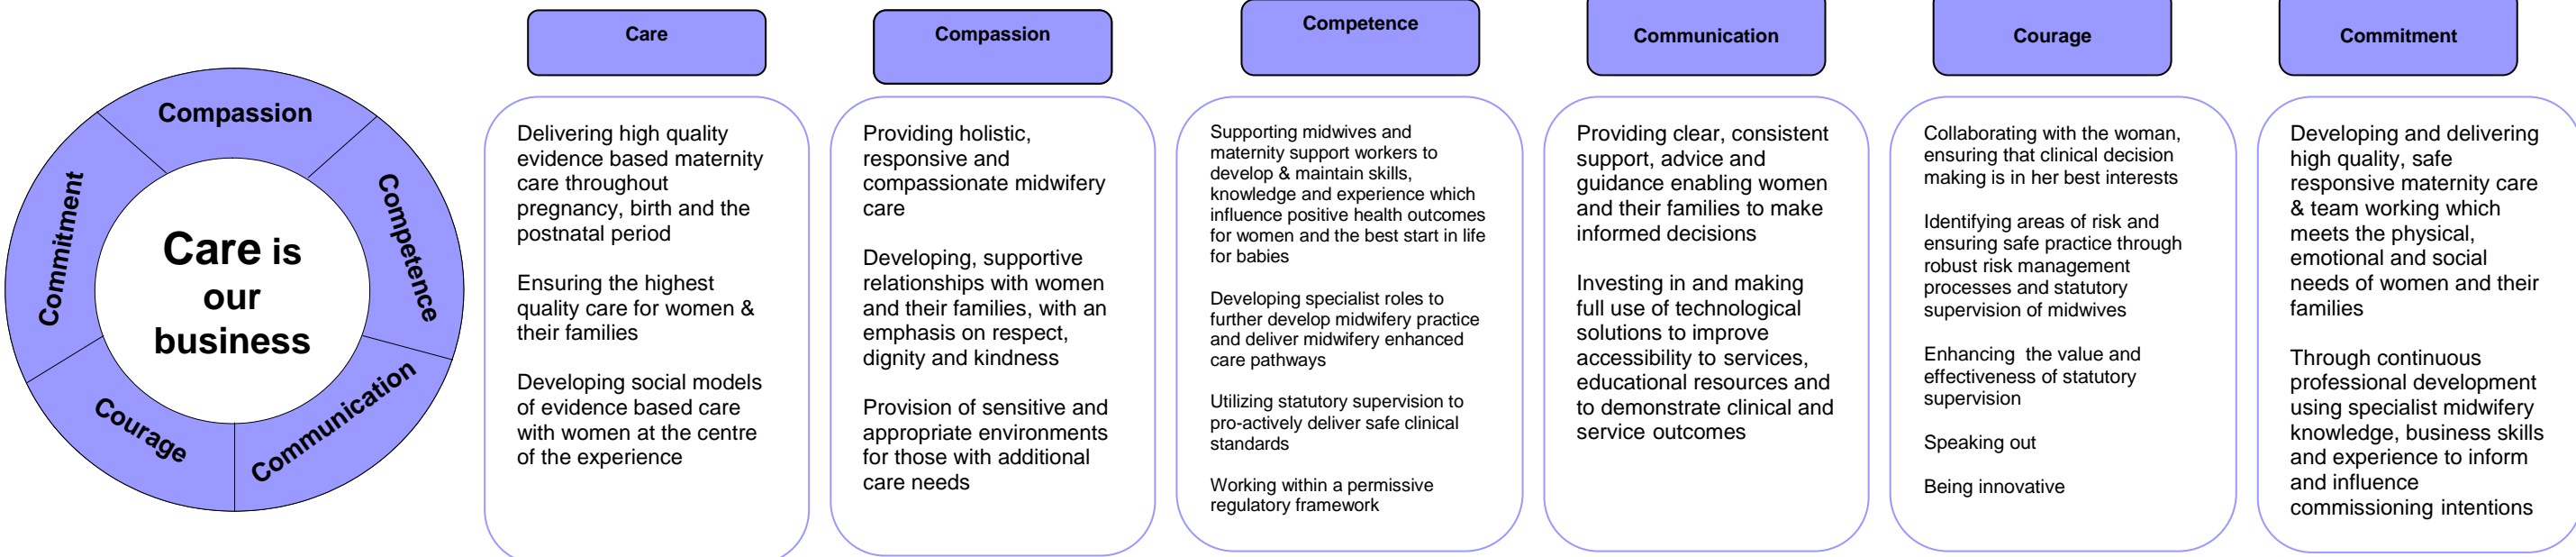 Compassion
Competence
Communication
Courage
Commitment
Care is
our
business
Care
Delivering high quality
evidence based maternity
care throughout
pregnancy, birth and the
postnatal period
Ensuring the highest
quality care for women &
their families
Developing social models
of evidence based care
with women at the centre
of the experience
Compassion
Providing holistic,
responsive and
compassionate midwifery
care
Developing, supportive
relationships with women
and their families, with an
emphasis on respect,
dignity and kindness
Provision of sensitive and
appropriate environments
for those with additional
care needs
Competence
Supporting midwives and
maternity support workers to
develop & maintain skills,
knowledge and experience which
influence positive health outcomes
for women and the best start in life
for babies
Developing specialist roles to
further develop midwifery practice
and deliver midwifery enhanced
care pathways
Utilizing statutory supervision to
pro-actively deliver safe clinical
standards
Working within a permissive
regulatory framework
Communication
Providing clear, consistent
support, advice and
guidance enabling women
and their families to make
informed decisions
Investing in and making
full use of technological
solutions to improve
accessibility to services,
educational resources and
to demonstrate clinical and
service outcomes
Courage
Collaborating with the woman,
ensuring that clinical decision
making is in her best interests
Identifying areas of risk and
ensuring safe practice through
robust risk management
processes and statutory
supervision of midwives
Enhancing  the value and
effectiveness of statutory
supervision
Speaking out
Being innovative
Commitment
Developing and delivering
high quality, safe
responsive maternity care
& team working which
meets the physical,
emotional and social
needs of women and their
families
Through continuous
professional development
using specialist midwifery
knowledge, business skills
and experience to inform
and influence
commissioning intentions